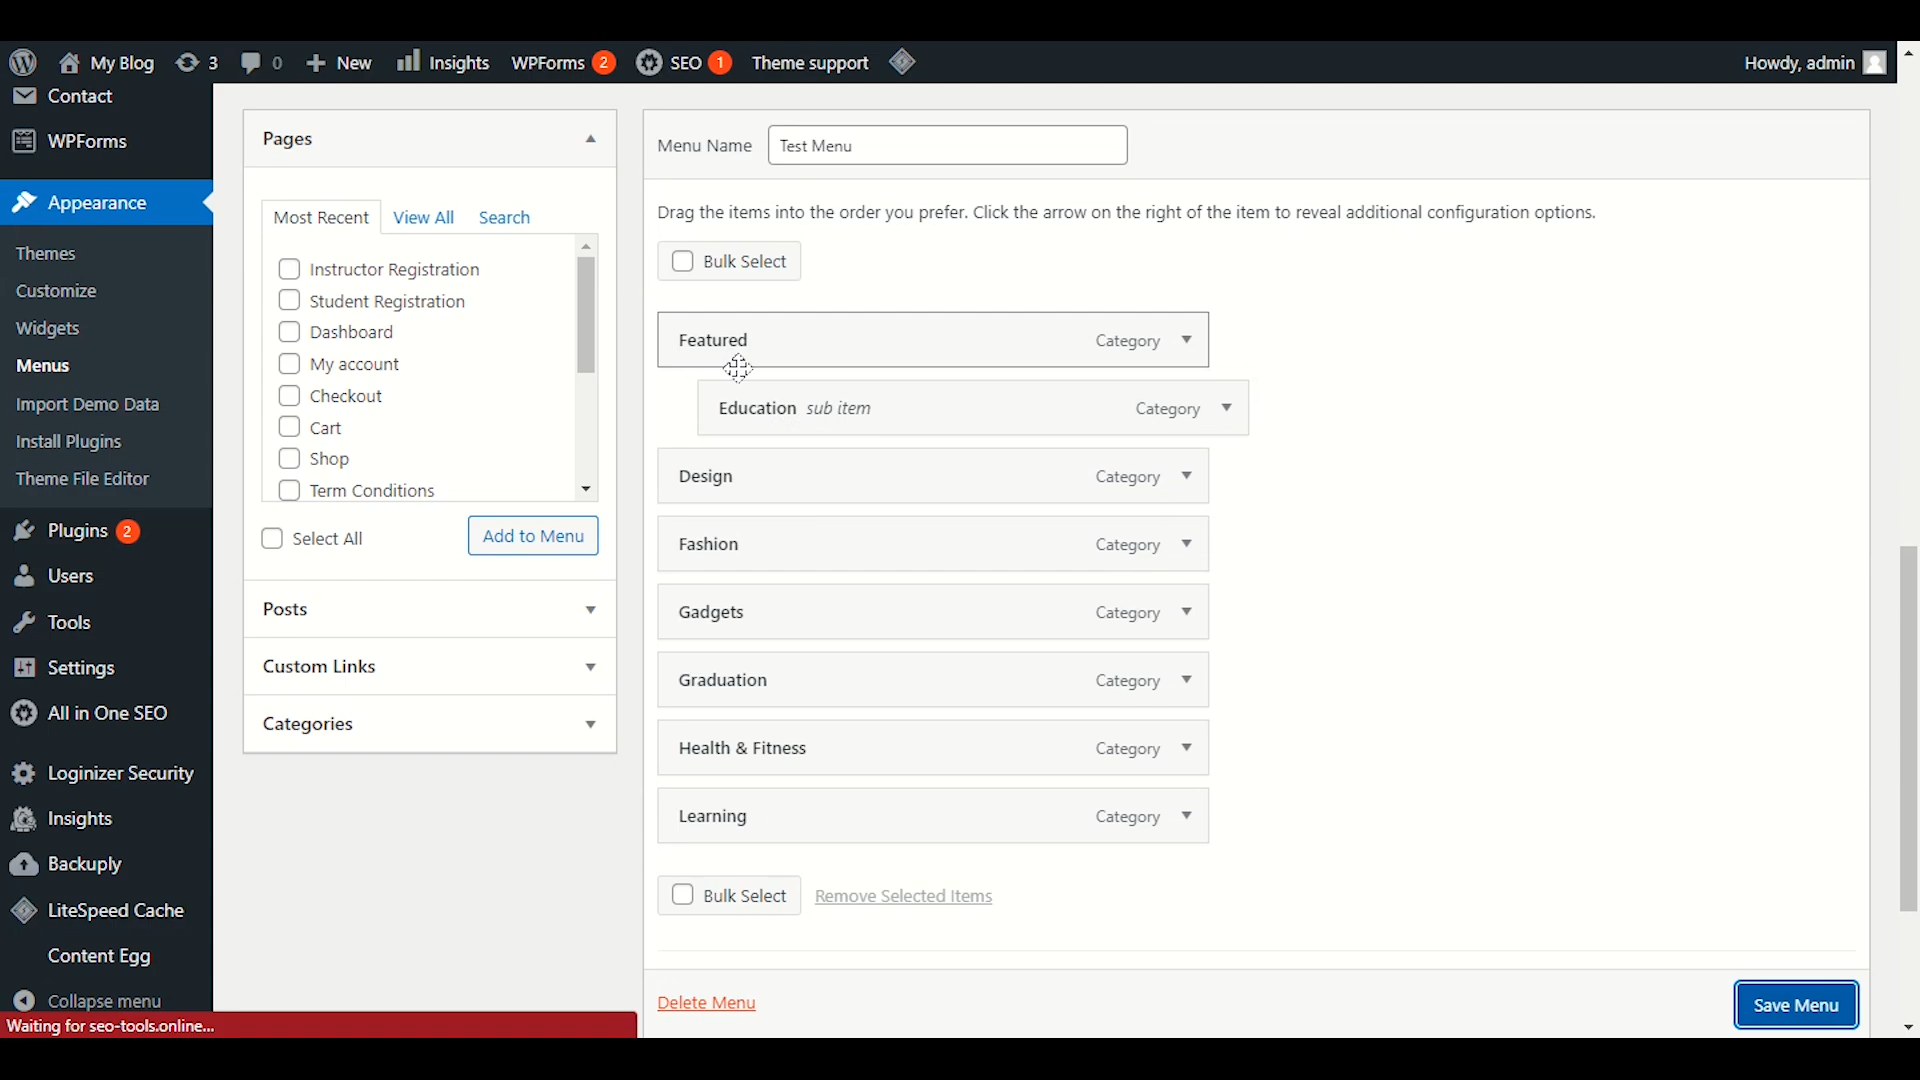 My Blog 3 0 New Insights WPForms 2 SEO 1 Theme support Howdy, admin
Contact
WPForms
Appearance
Themes
Customize
Widgets
Menus
Import Demo Data
Install Plugins
Theme File Editor
Plugins 2
Users
Tools
Settings
All in One SEO
Loginizer Security
Insights
Backuply
LiteSpeed Cache
Content Egg
Collapse menu
Waiting for seo-tools.online...
Pages
Most Recent View All Search
Instructor Registration
Student Registration
Dashboard
My account
Checkout
Cart
Shop
Term Conditions
Select All Add to Menu
Posts
Custom Links
Categories
Menu Name Test Menu
Drag the items into the order you prefer. Click the arrow on the right of the item to reveal additional configuration options.
Bulk Select
Featured Category
Education sub item Category
Design Category
Fashion Category
Gadgets Category
Graduation Category
Health & Fitness Category
Learning Category
Bulk Select Remove Selected Items
Delete Menu Save Menu